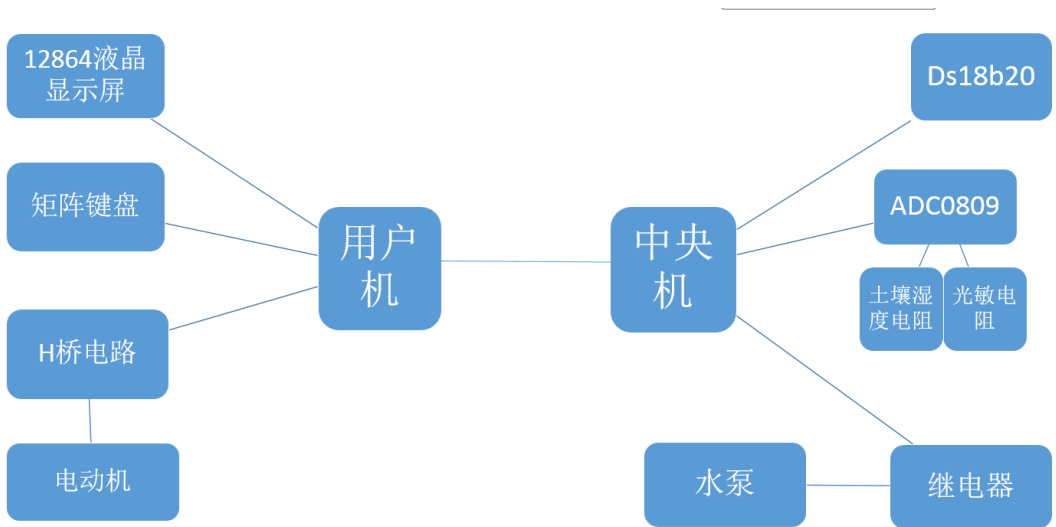 12864液晶
显示屏
Ds18b20
矩阵键盘
ADC0809
用户
机
中央
机
土壤湿
度电阻
光敏电
阻
H桥电路
电动机
水泵
继电器